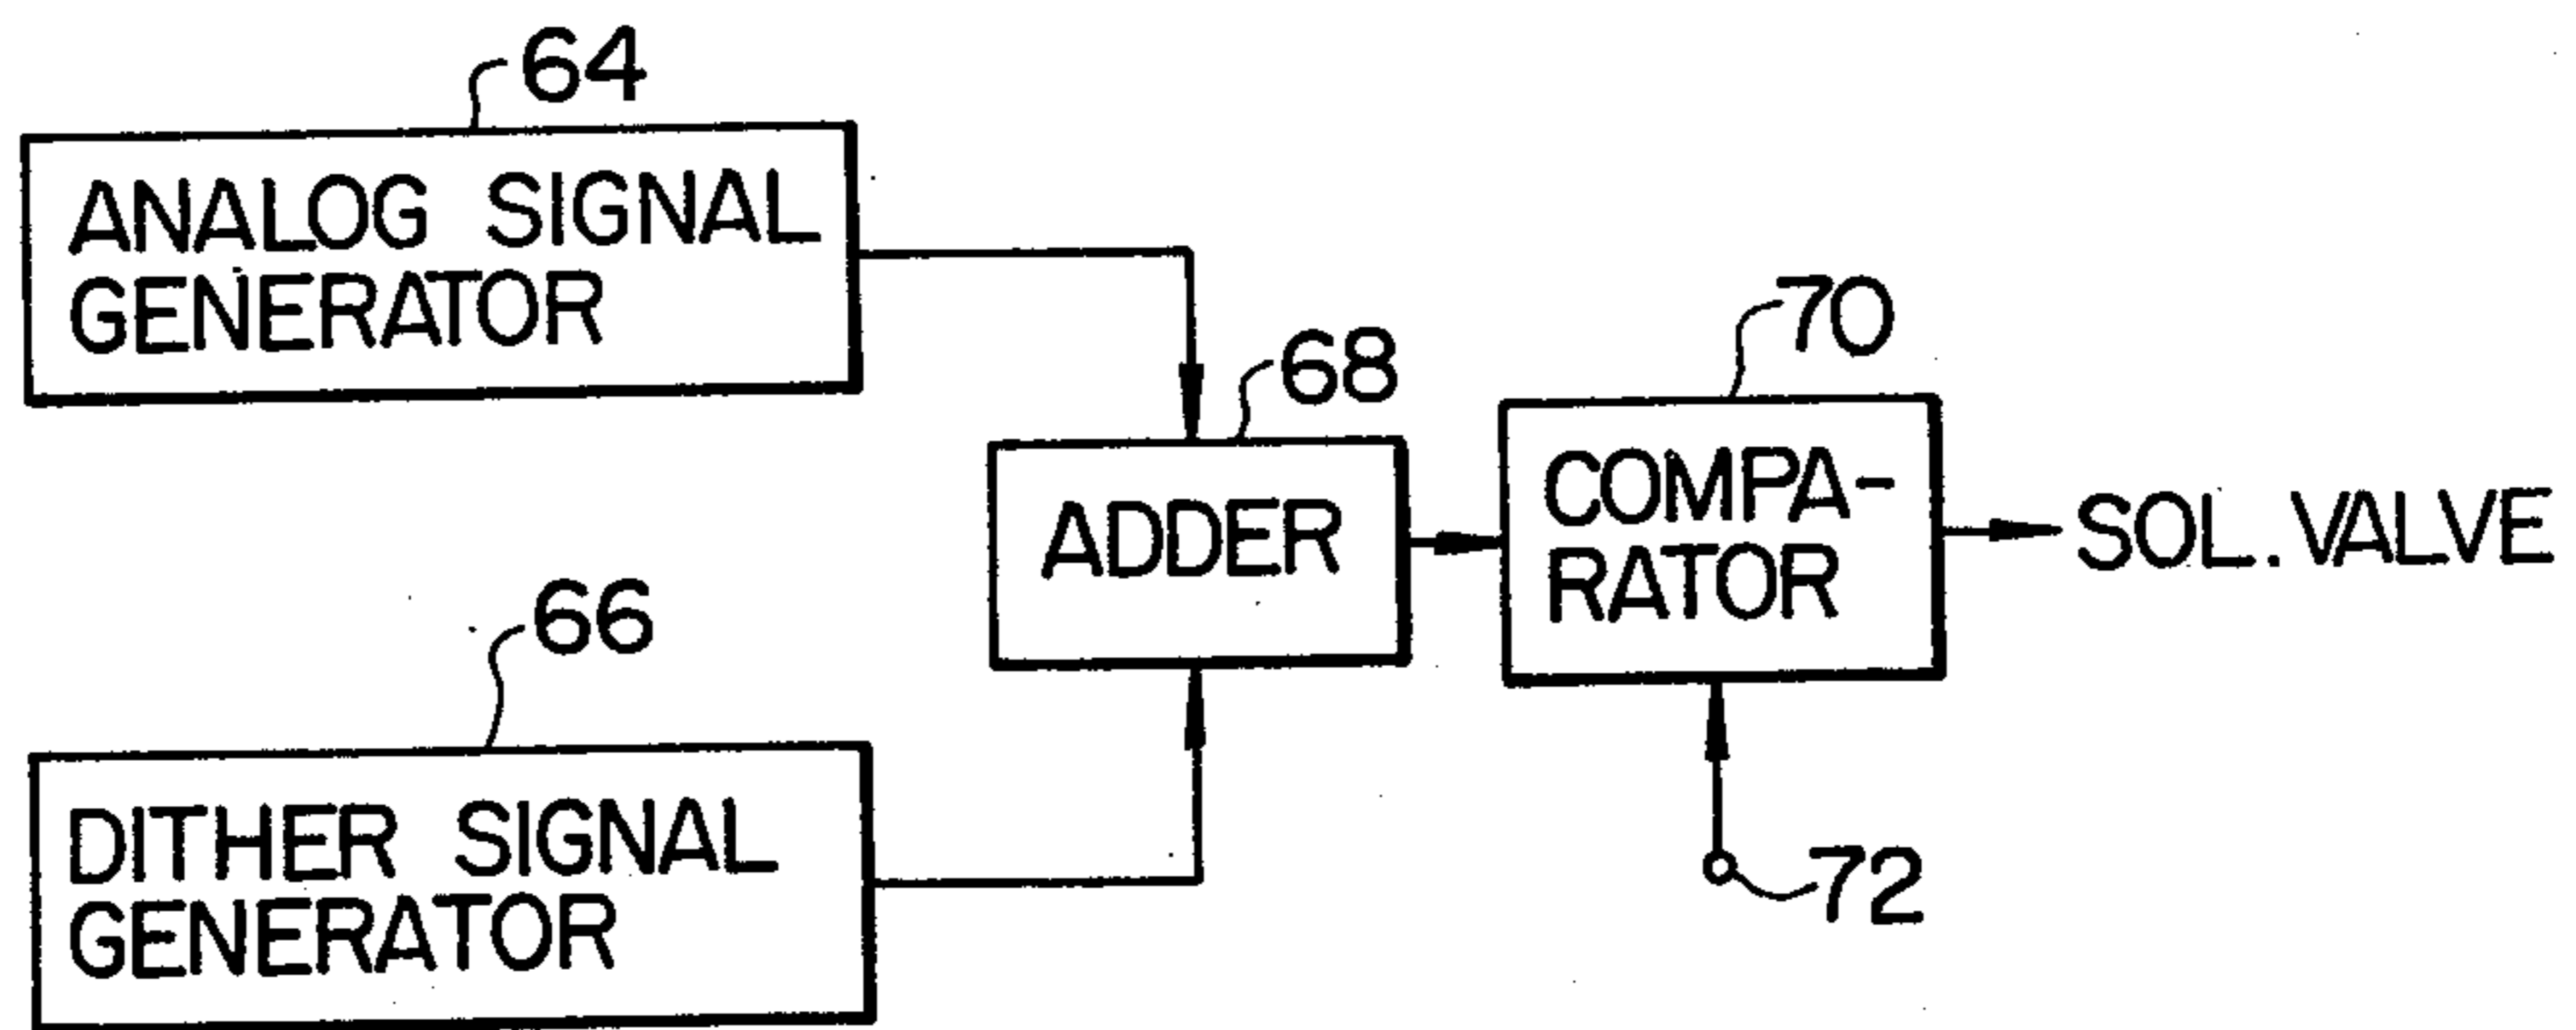 64
ANALOG SIGNAL
GENERATOR
66
DITHER SIGNAL
GENERATOR
68
ADDER
70
COMPA-
RATOR
72
SOL. VALVE